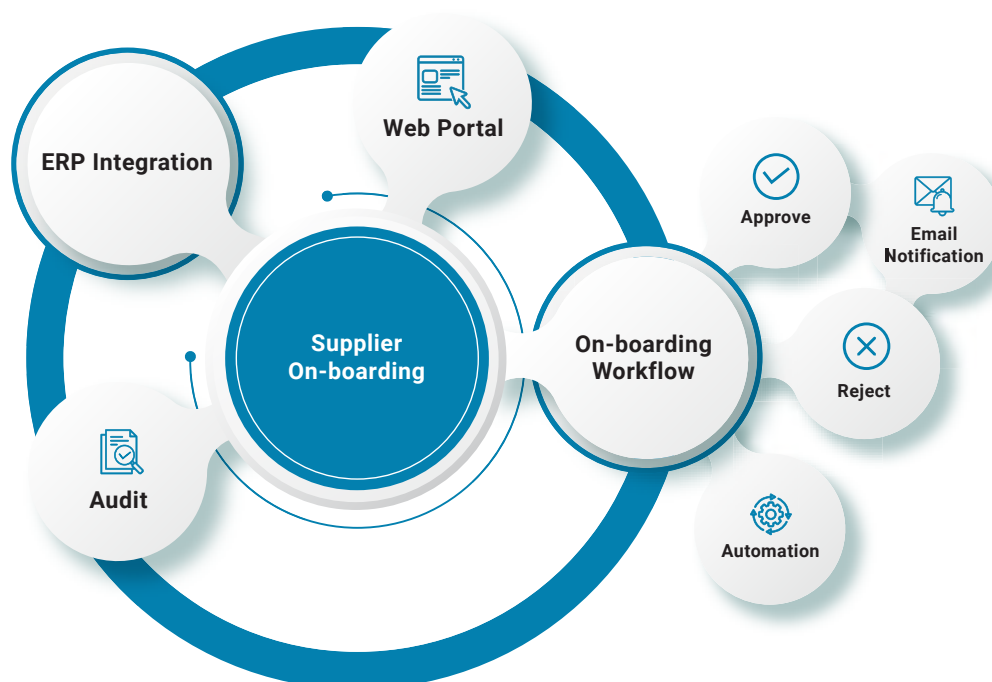 Web Portal
ERP Integration
Approve
Email
Notification
Supplier
On-boarding
On-boarding
Workflow
Reject
Audit
Automation